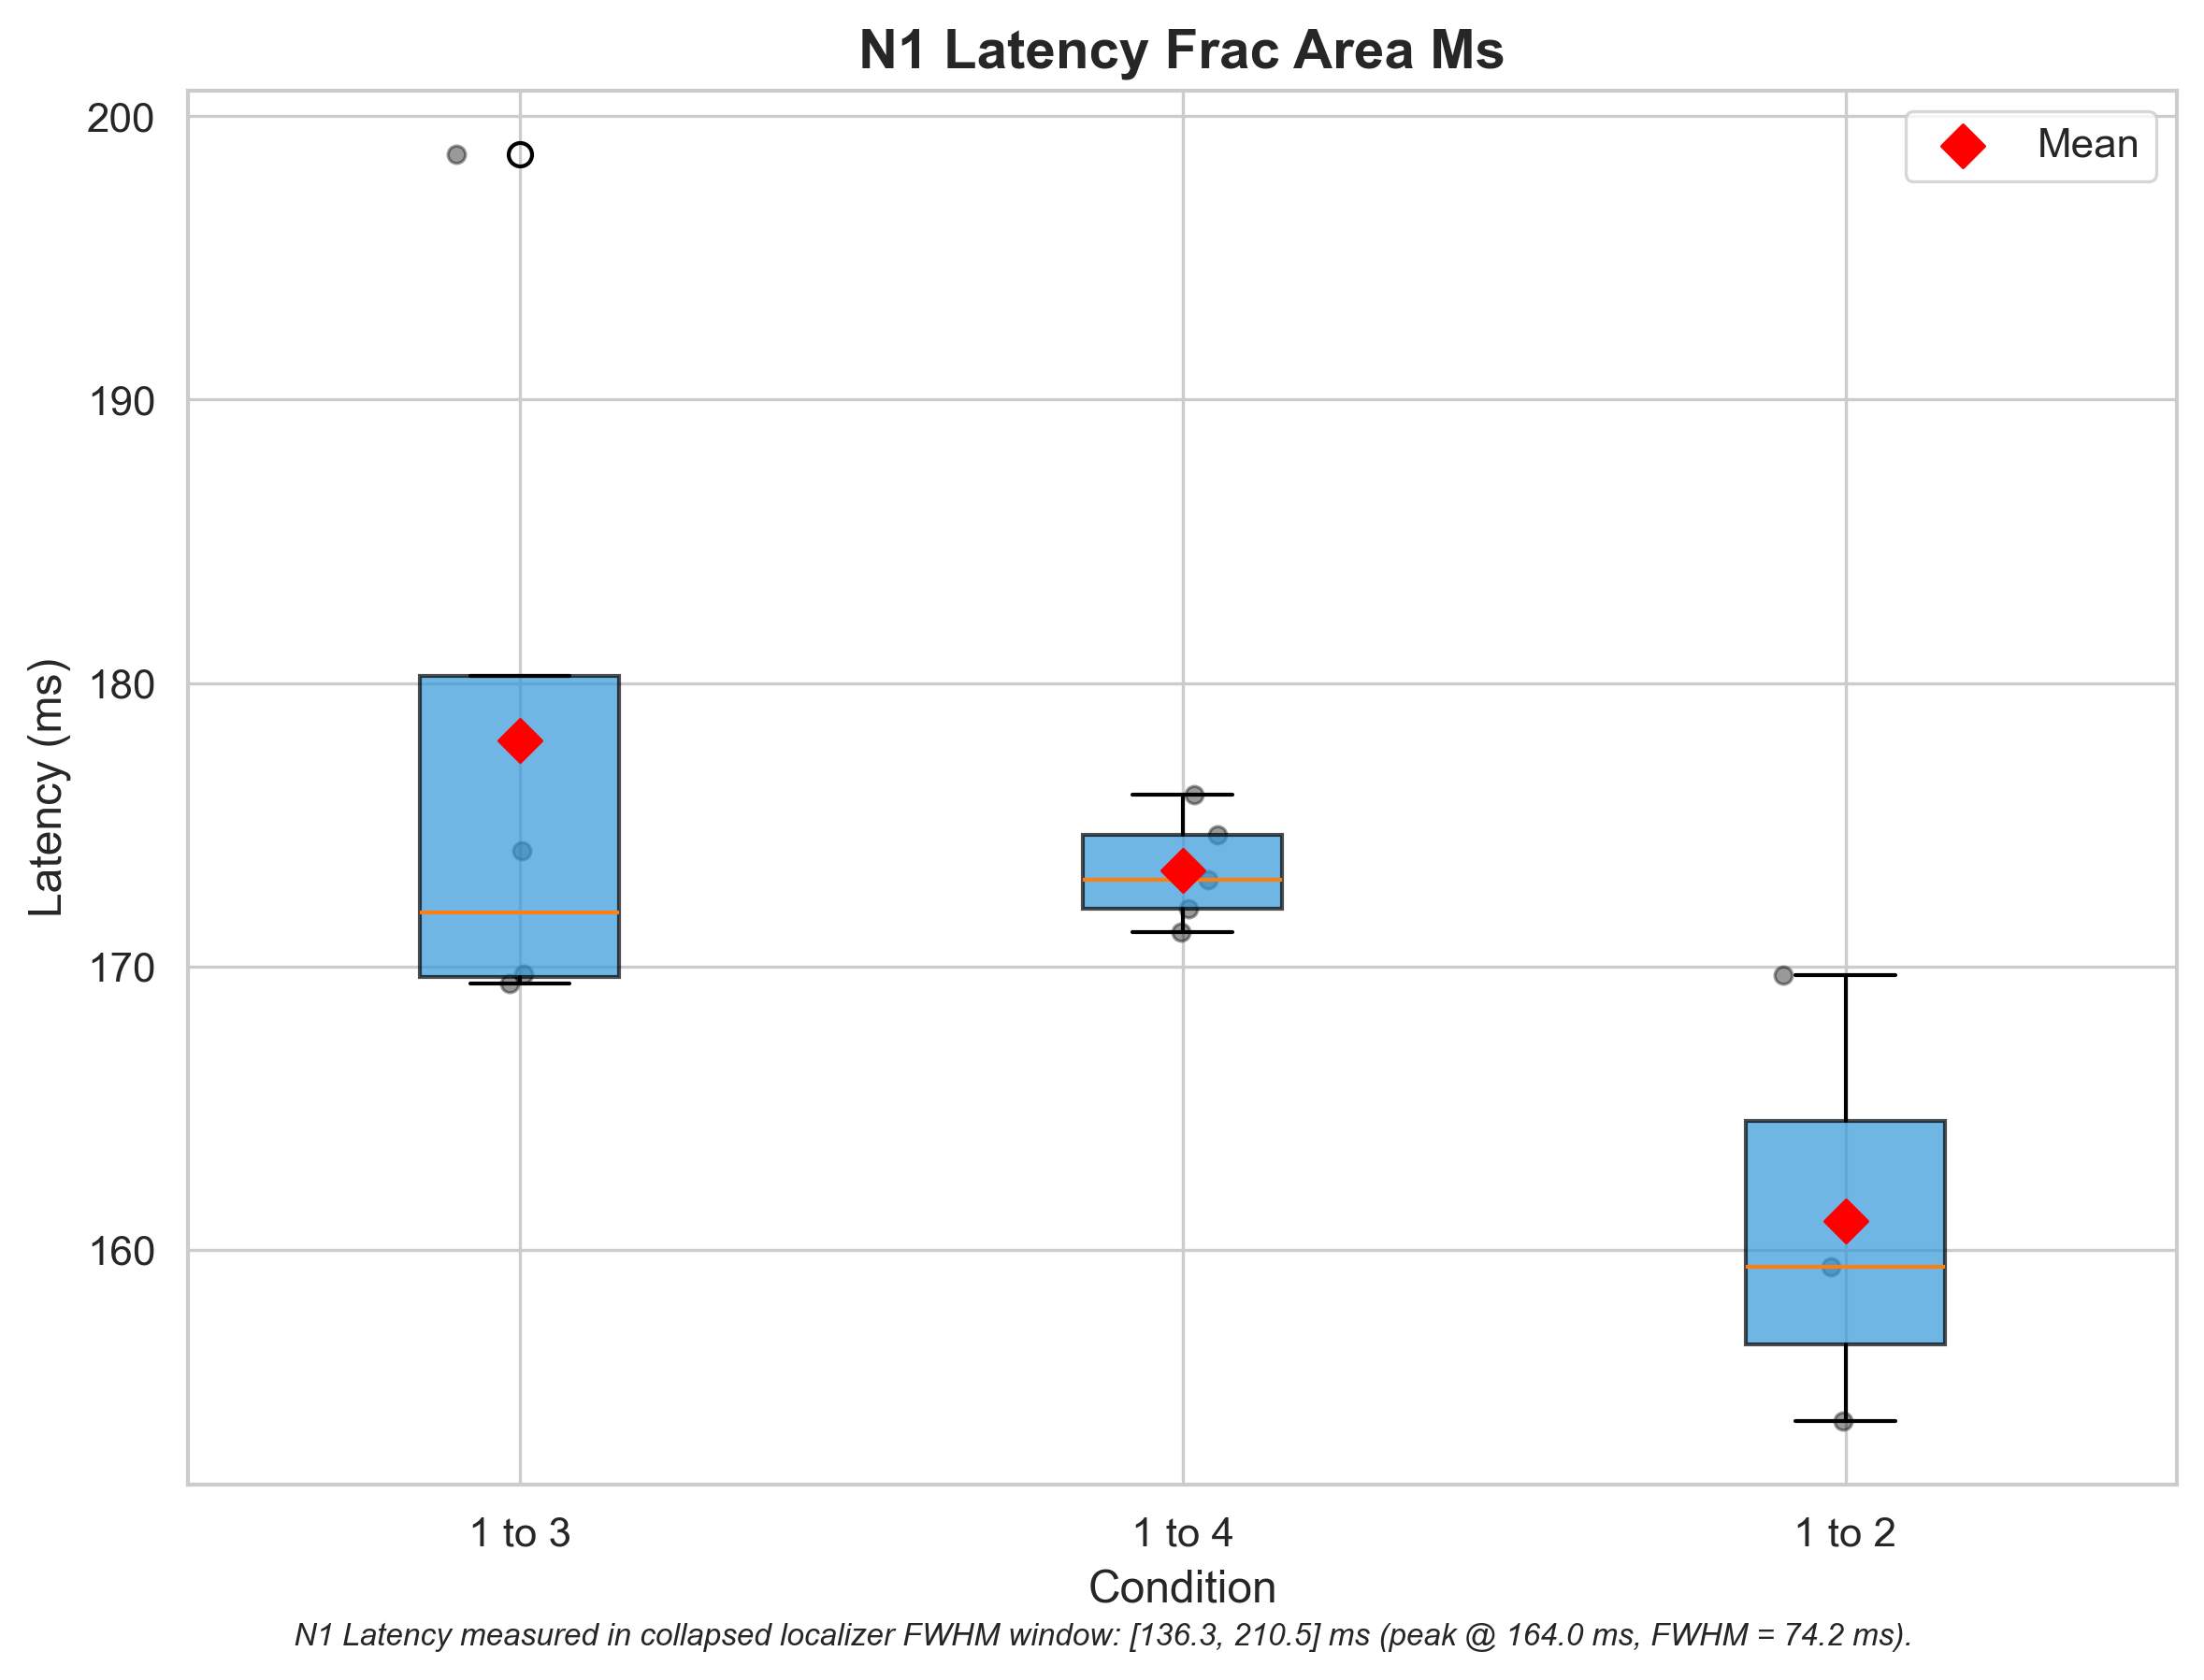 N1 Latency Frac Area Ms
Mean
200
190
180
170
160
Latency (ms)
1 to 3
1 to 4
1 to 2
Condition
N1 Latency measured in collapsed localizer FWHM window: [136.3, 210.5] ms (peak @ 164.0 ms, FWHM = 74.2 ms).